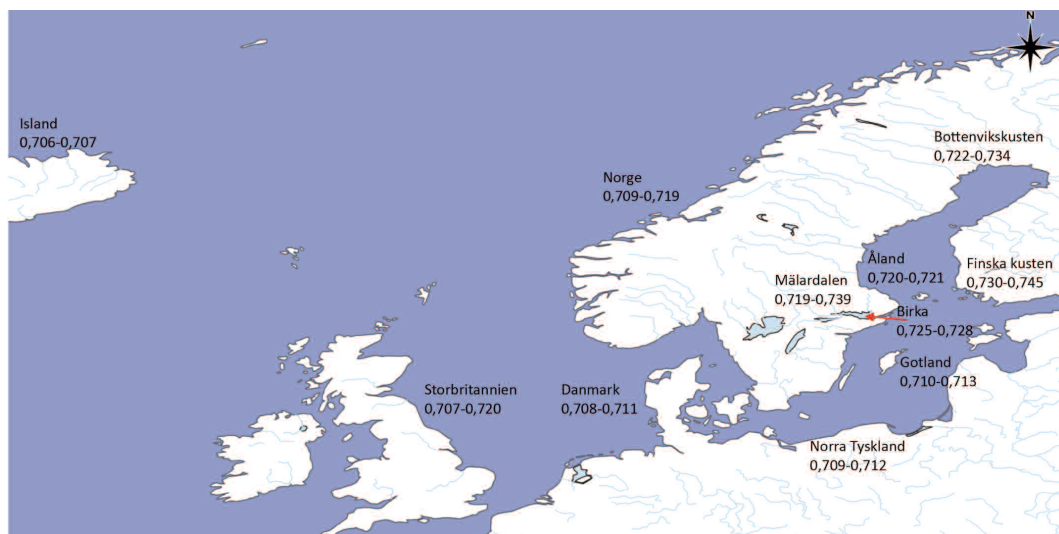 N
Island
0,706-0,707
Bottenvikskusten
0,722-0,734
Norge
0,709-0,719
Åland
0,720-0,721
Finska kusten
0,730-0,745
Mälardalen
0,719-0,739
Birka
0,725-0,728
Gotland
0,710-0,713
Storbritannien
0,707-0,720
Danmark
0,708-0,711
Norra Tyskland
0,709-0,712